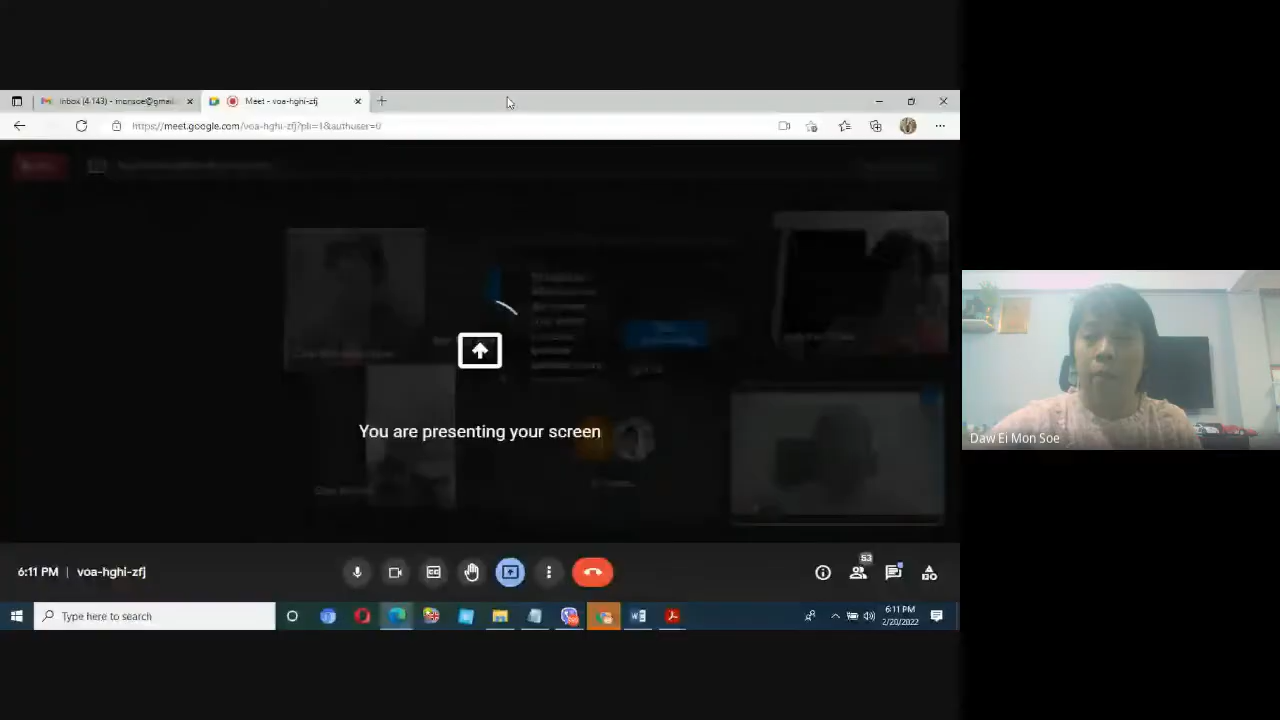 Inbox (4,143) - monsoe@gmail
Meet - voa-hghi-zfj
https://meet.google.com/voa-hghi-zfj?pli=1&authuser=0
You are presenting your screen
Daw Ei Mon Soe
6:11 PM | voa-hghi-zfj
53
Type here to search
6:11 PM
2/20/2022